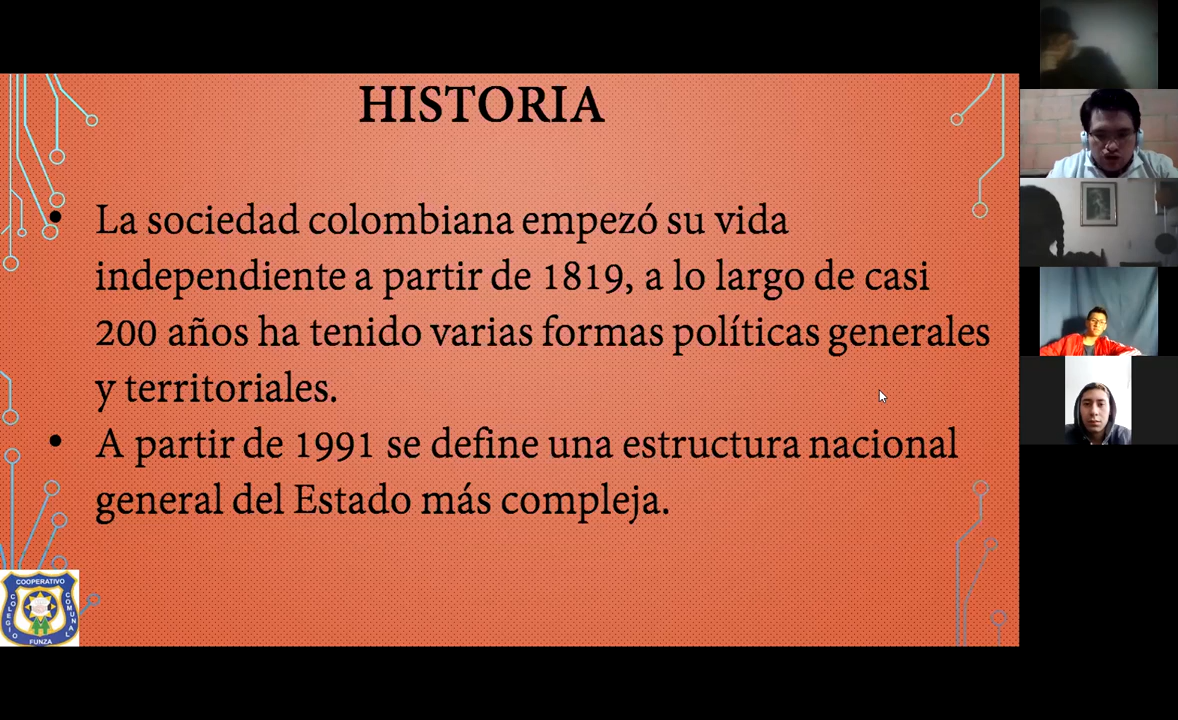 HISTORIA
• La sociedad colombiana empezó su vida
independiente a partir de 1819, a lo largo de casi
200 años ha tenido varias formas políticas generales
y territoriales.
• A partir de 1991 se define una estructura nacional
general del Estado más compleja.
COOPERATIVO
COLEGIO
COMUNAL
FUNZA